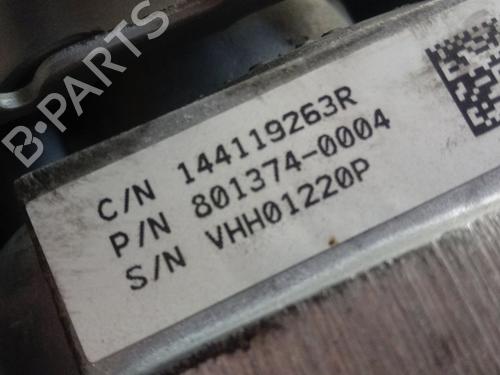 B-PARTS
C/N 144119263R
P/N 801374-0004
S/N VHH01220P